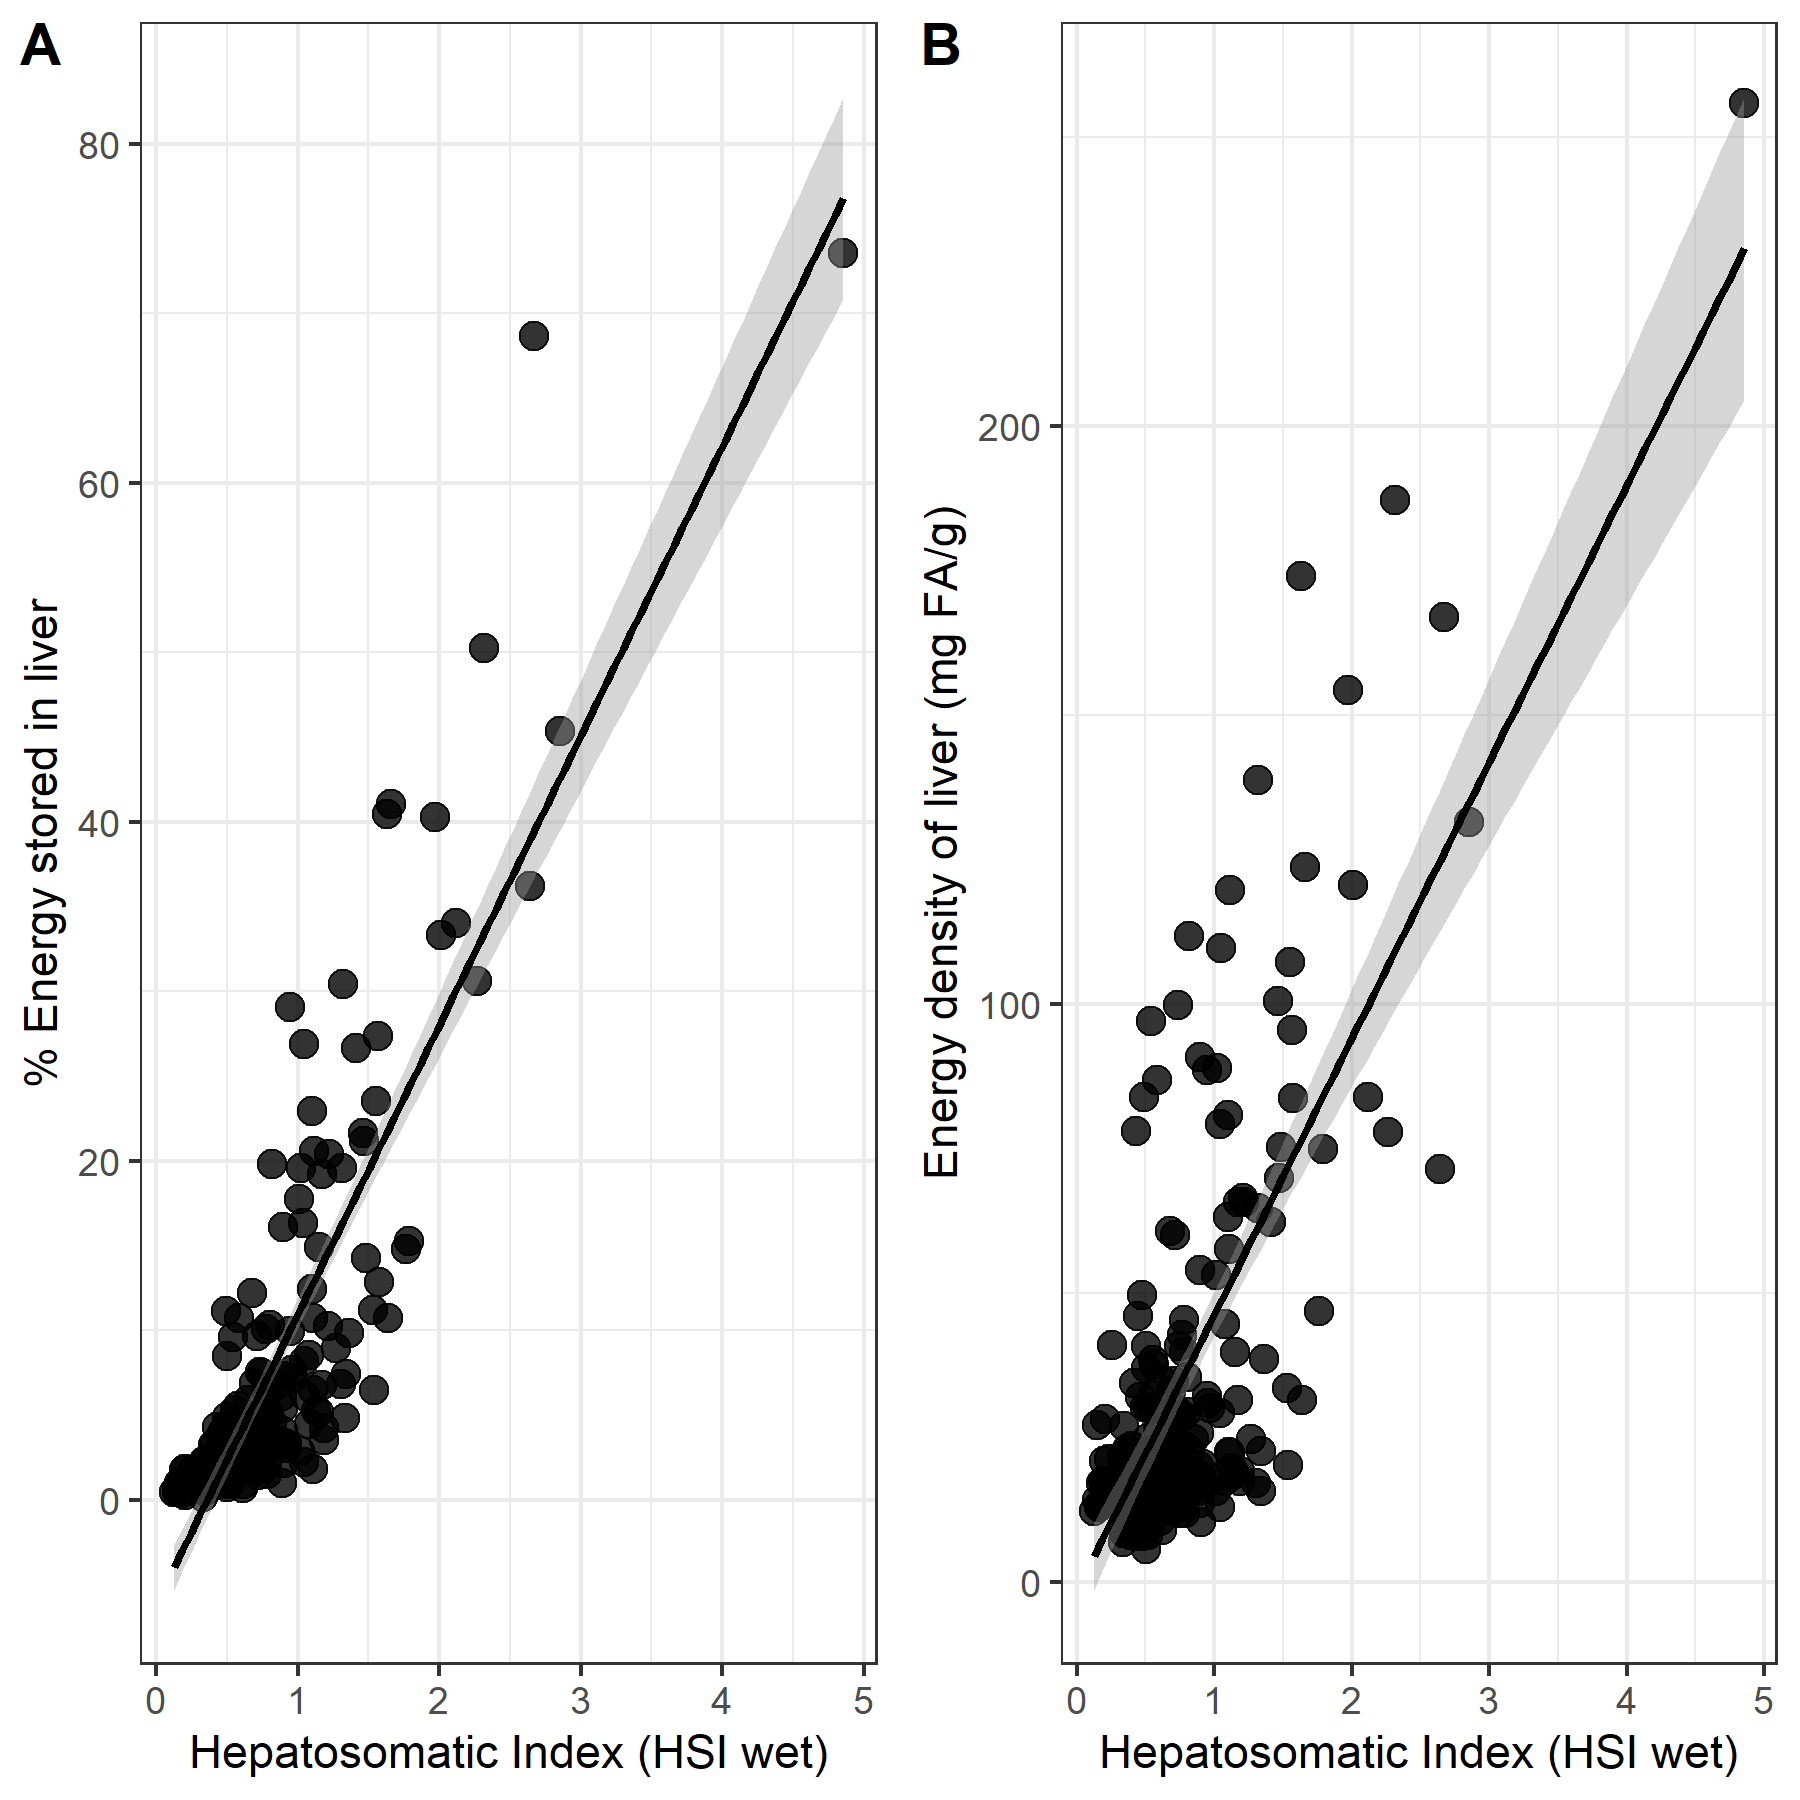 A
B
% Energy stored in liver
80
60
40
20
0
0 1 2 3 4 5
Hepatosomatic Index (HSI wet)
Energy density of liver (mg FA/g)
200
100
0
0 1 2 3 4 5
Hepatosomatic Index (HSI wet)